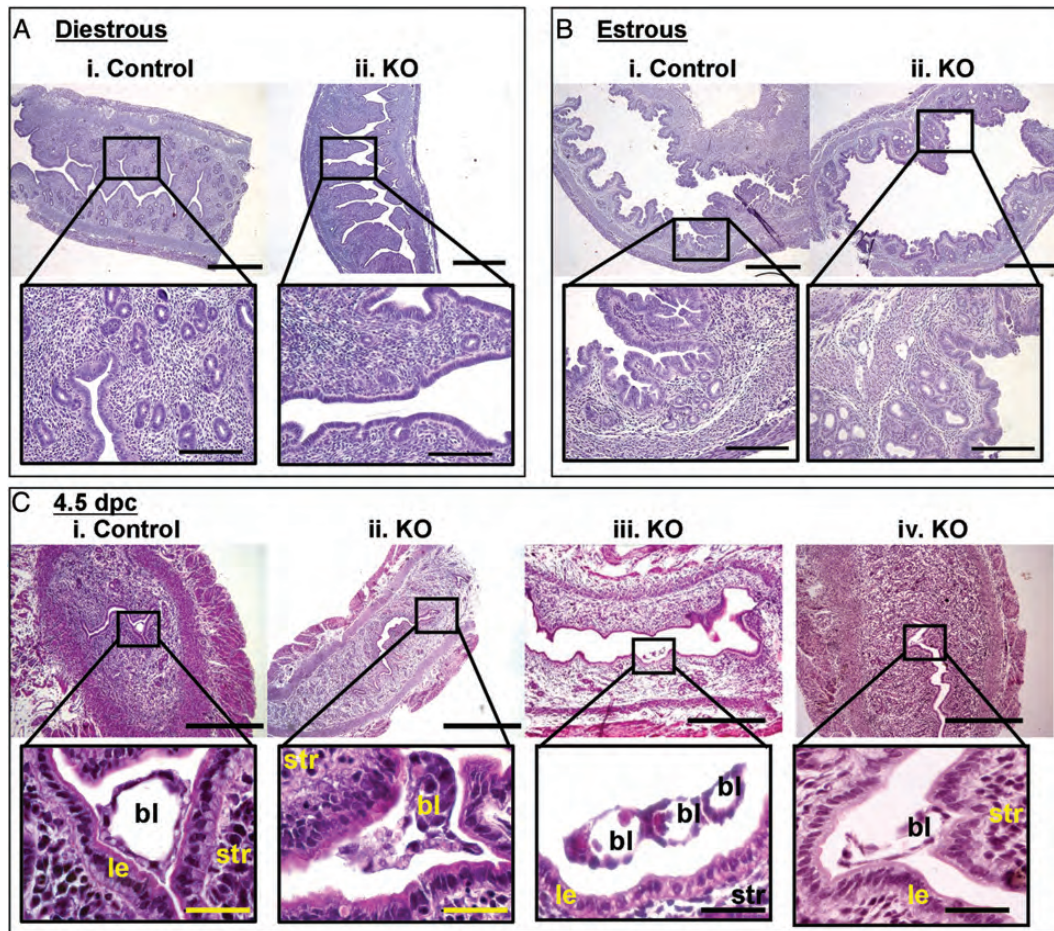 A Diestrous
i. Control
ii. KO
B Estrous
i. Control
ii. KO
C 4.5 dpc
i. Control
ii. KO
iii. KO
iv. KO
bl
le
str
str
bl
bl
bl
bl
le
str
bl
str
le